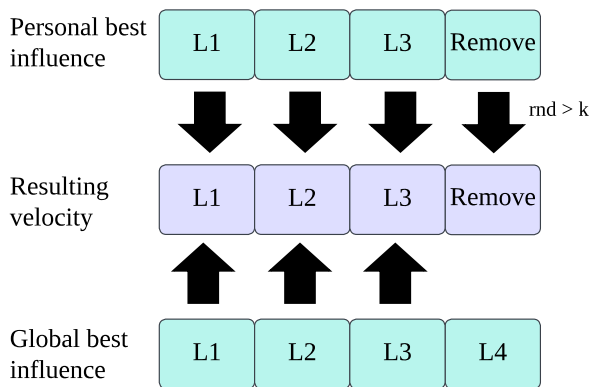 Personal best
influence
L1 L2 L3 Remove
rnd > k
Resulting
velocity
L1 L2 L3 Remove
Global best
influence
L1 L2 L3 L4